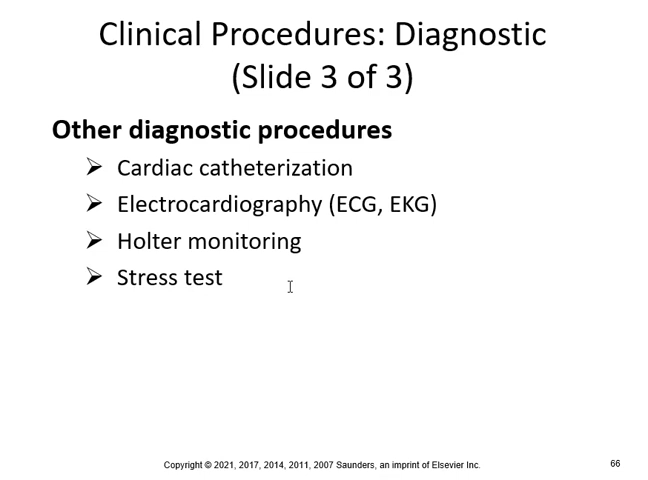 Clinical Procedures: Diagnostic
(Slide 3 of 3)
Other diagnostic procedures
Cardiac catheterization
Electrocardiography (ECG, EKG)
Holter monitoring
Stress test
Copyright © 2021, 2017, 2014, 2011, 2007 Saunders, an imprint of Elsevier Inc.
66